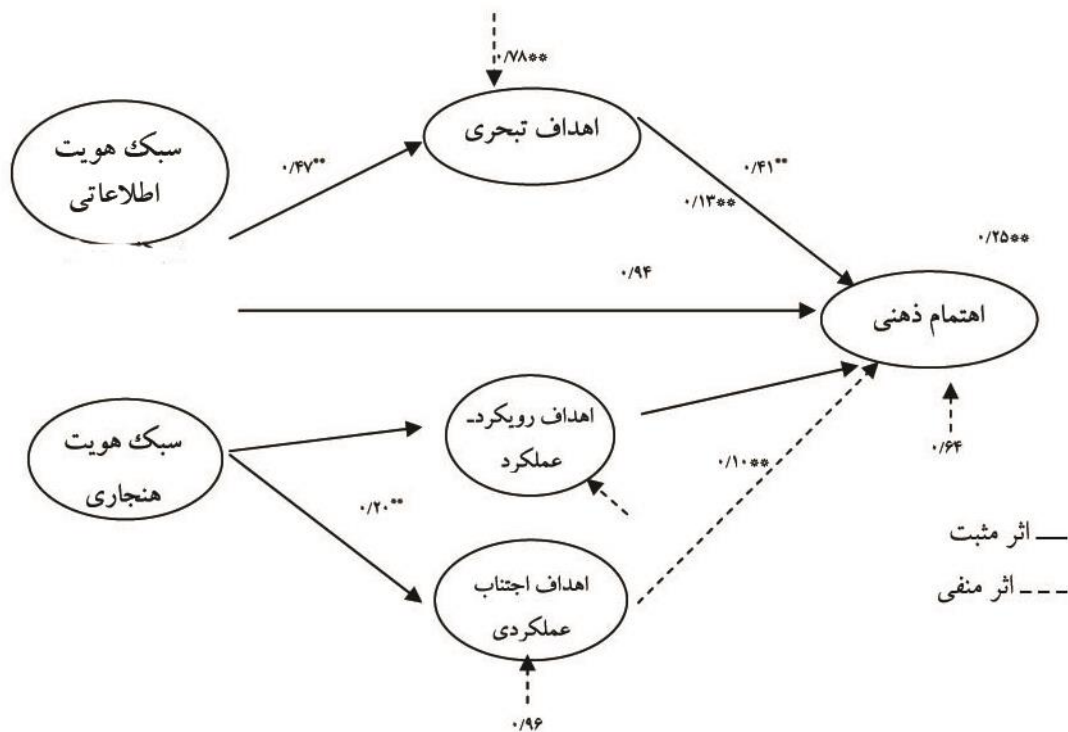 ۰/۷۸**
اهداف تبحری
سبک هویت
اطلاعاتی
۰/۴۷**
۰/۴۱**
۰/۱۳**
۰/۲۵**
۰/۹۴
اهتمام ذهنی
اهداف رویکرد-
عملکرد
سبک هویت
هنجاری
۰/۶۴
۰/۱۰**
۰/۲۰**
اثر مثبت
اهداف اجتناب
عملکردی
اثر منفی
۰/۹۶